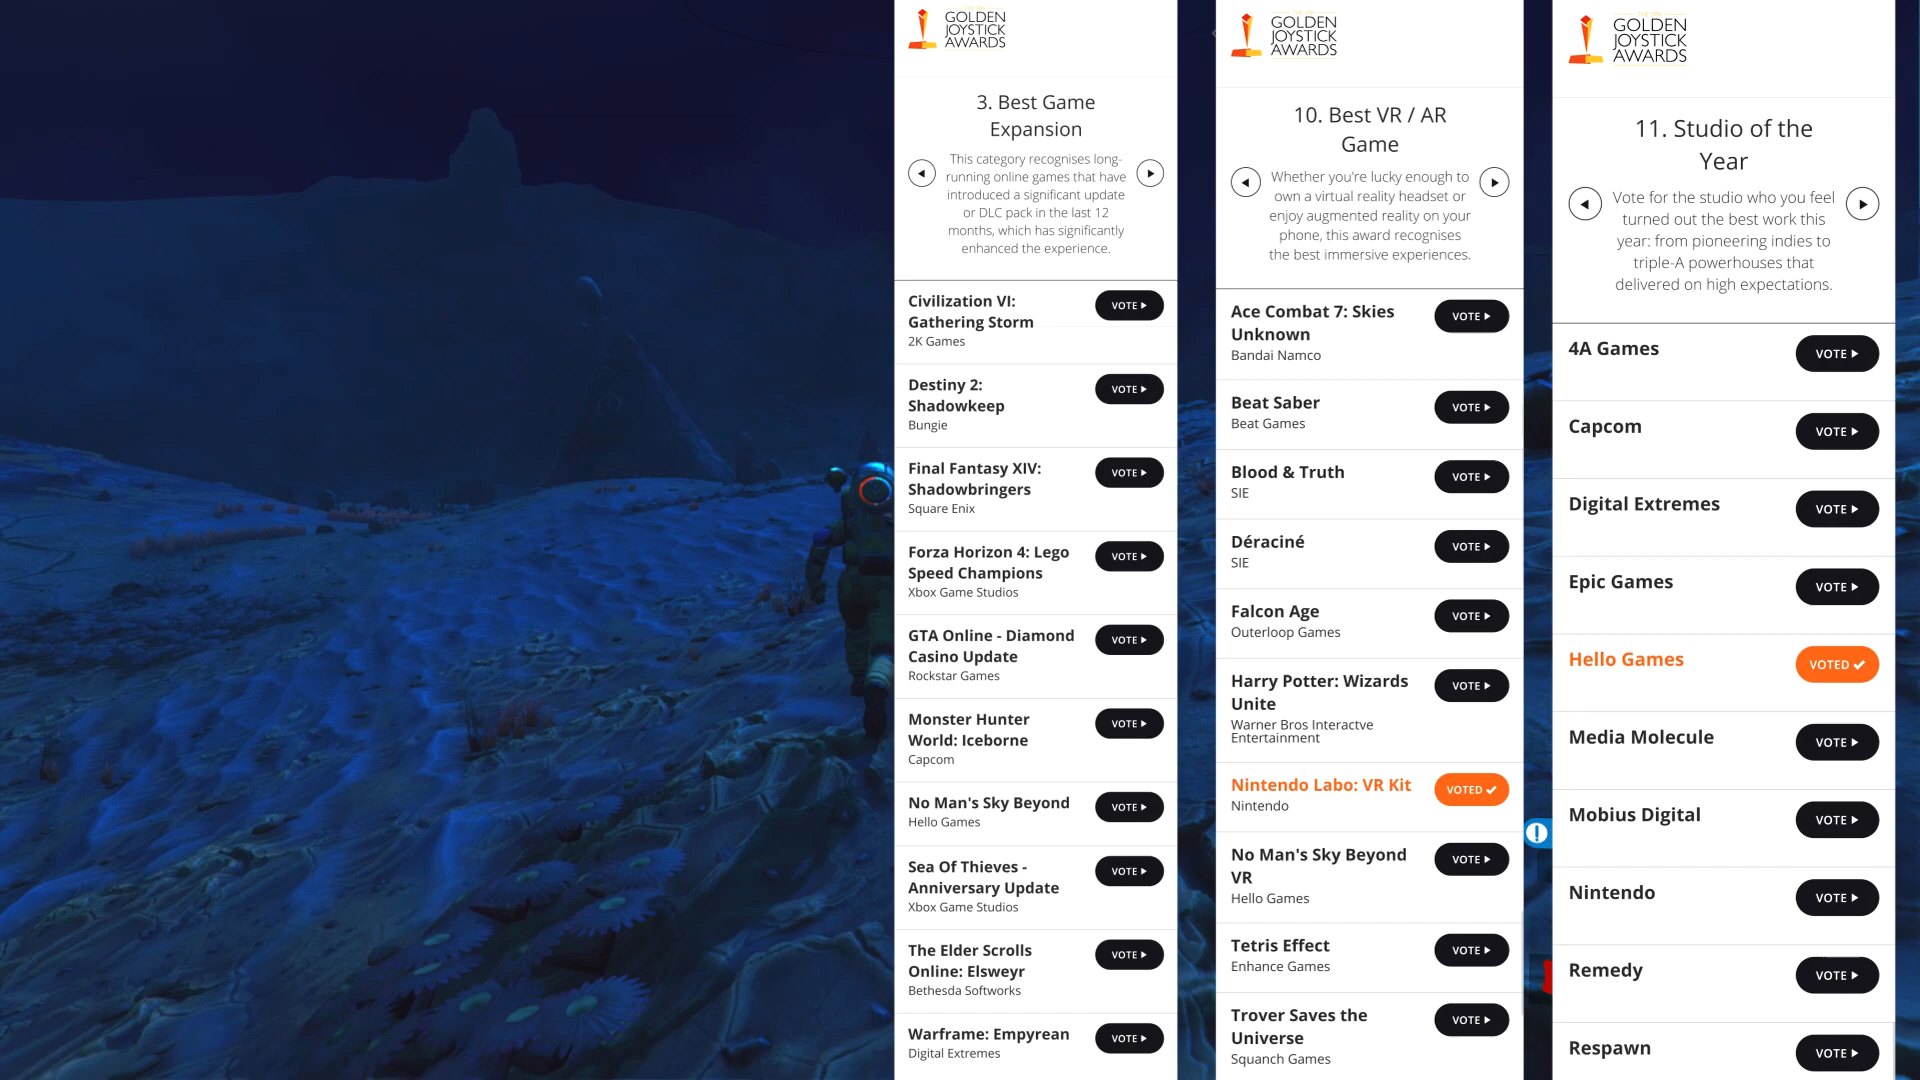 GOLDEN
JOYSTICK
AWARDS
3. Best Game
Expansion
This category recognises long-
running online games that have
introduced a significant update
or DLC pack in the last 12
months, which has significantly
enhanced the experience.
Civilization VI:
Gathering Storm
2K Games
VOTE
Destiny 2:
Shadowkeep
Bungie
VOTE
Final Fantasy XIV:
Shadowbringers
Square Enix
VOTE
Forza Horizon 4: Lego
Speed Champions
Xbox Game Studios
VOTE
GTA Online - Diamond
Casino Update
Rockstar Games
VOTE
Monster Hunter
World: Iceborne
Capcom
VOTE
No Man's Sky Beyond
Hello Games
VOTE
Sea Of Thieves -
Anniversary Update
Xbox Game Studios
VOTE
The Elder Scrolls
Online: Elsweyr
Bethesda Softworks
VOTE
Warframe: Empyrean
Digital Extremes
VOTE
GOLDEN
JOYSTICK
AWARDS
10. Best VR / AR
Game
Whether you're lucky enough to
own a virtual reality headset or
enjoy augmented reality on your
phone, this award recognises
the best immersive experiences.
Ace Combat 7: Skies
Unknown
Bandai Namco
VOTE
Beat Saber
Beat Games
VOTE
Blood & Truth
SIE
VOTE
Déraciné
SIE
VOTE
Falcon Age
Outerloop Games
VOTE
Harry Potter: Wizards
Unite
Warner Bros Interactve
Entertainment
VOTE
Nintendo Labo: VR Kit
Nintendo
VOTED
No Man's Sky Beyond
VR
Hello Games
VOTE
Tetris Effect
Enhance Games
VOTE
Trover Saves the
Universe
Squanch Games
VOTE
GOLDEN
JOYSTICK
AWARDS
11. Studio of the
Year
Vote for the studio who you feel
turned out the best work this
year: from pioneering indies to
triple-A powerhouses that
delivered on high expectations.
4A Games
VOTE
Capcom
VOTE
Digital Extremes
VOTE
Epic Games
VOTE
Hello Games
VOTED
Media Molecule
VOTE
Mobius Digital
VOTE
Nintendo
VOTE
Remedy
VOTE
Respawn
VOTE